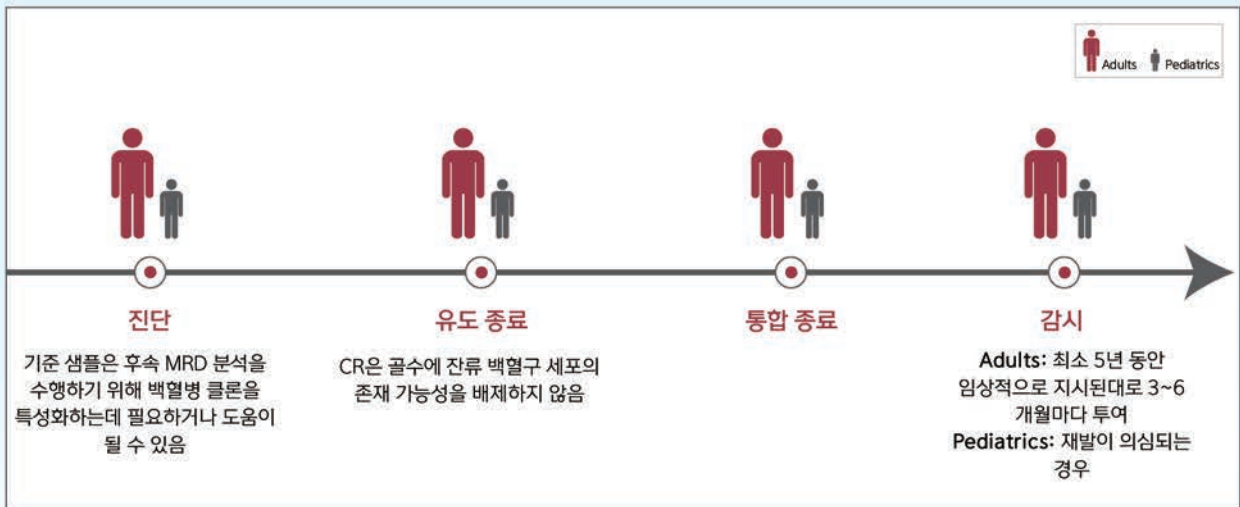 Adults Pediatrics
진단
기준 샘플은 후속 MRD 분석을
수행하기 위해 백혈병 클론을
특성화하는데 필요하거나 도움이
될 수 있음
유도 종료
CR은 골수에 잔류 백혈구 세포의
존재 가능성을 배제하지 않음
통합 종료
감시
Adults: 최소 5년 동안
임상적으로 지시된대로 3~6
개월마다 투여
Pediatrics: 재발이 의심되는
경우